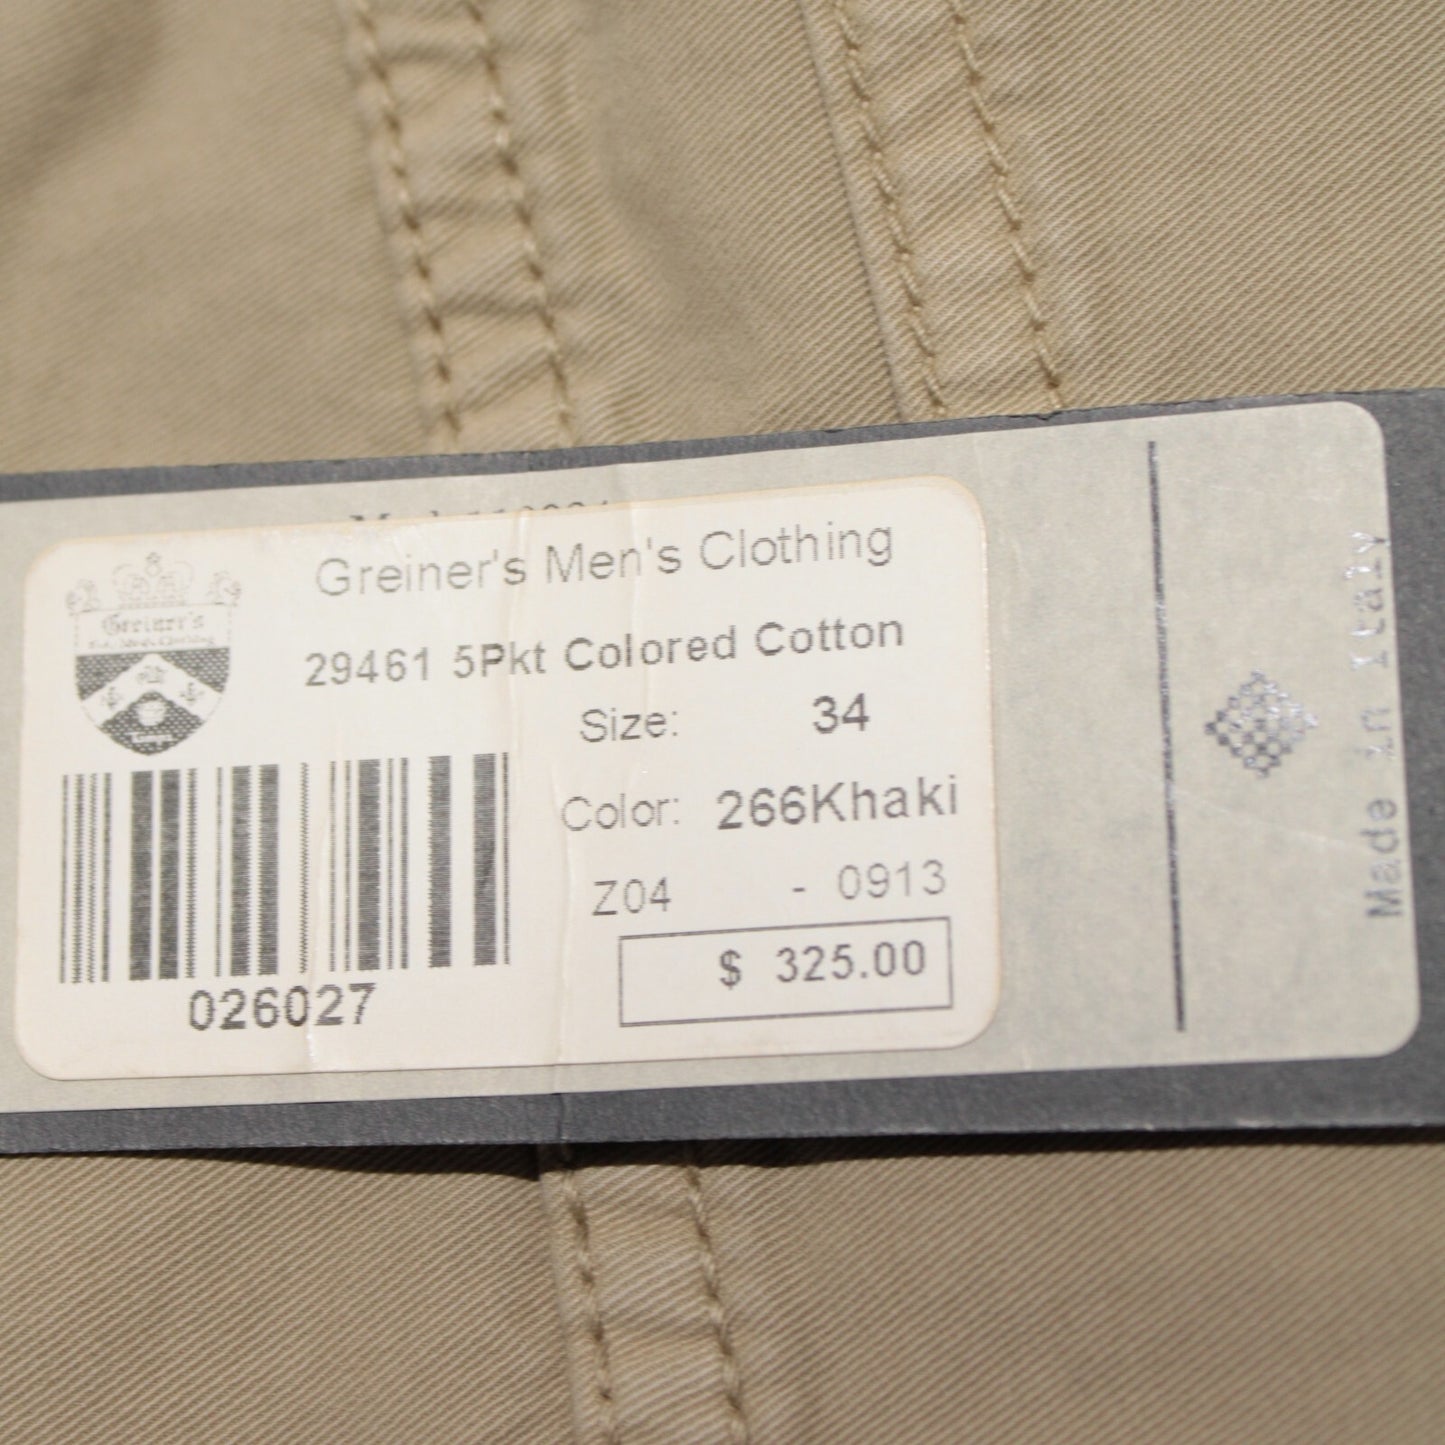 Greiner's Men's Clothing
Greiner's
29461 5Pkt Colored Cotton
Size: 34
Color: 266Khaki
Z04 - 0913
$ 325.00
026027
Made in Italy